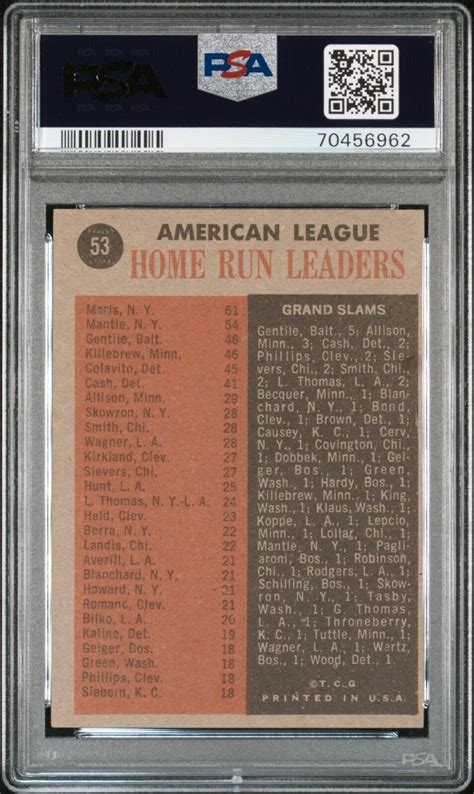 PSA
PSA
70456962
53
AMERICAN LEAGUE
HOME RUN LEADERS
Maris, N. Y. 61
Mantle, N. Y. 54
Gentile, Balt. 46
Killebrew, Minn. 46
Colavito, Det. 45
Cash, Det. 41
Allison, Minn. 29
Skowron, N. Y. 28
Smith, Chi. 28
Wagner, L. A. 28
Kirkland, Clev. 27
Sievers, Chi. 27
Hunt, L. A. 25
L. Thomas, N. Y.-L. A. 24
Held, Clev. 23
Berra, N. Y. 22
Landis, Chi. 22
Averill, L. A. 21
Blanchard, N. Y. 21
Howard, N. Y. 21
Romano, Clev. 21
Bilko, L. A. 20
Kaline, Det. 19
Geiger, Bos. 18
Green, Wash. 18
Phillips, Clev. 18
Siebern, K. C. 18
GRAND SLAMS
Gentile, Balt., 5; Allison,
Minn., 3; Cash, Det., 2;
Phillips, Clev., 2; Sie-
vers, Chi., 2; Smith, Chi.,
2; L. Thomas, L. A., 2;
Becquer, Minn., 1; Blan-
chard, N. Y., 1; Bond,
Clev., 1; Brown, Det., 1;
Causey, K. C., 1; Cerv,
N. Y., 1; Covington, Chi.,
1; Dobbek, Minn., 1; Gei-
ger, Bos., 1; Green,
Wash., 1; Hardy, Bos., 1;
Killebrew, Minn., 1; King,
Wash., 1; Klaus, Wash., 1;
Koppe, L. A., 1; Lepcio,
Minn., 1; Lollar, Chi., 1;
Mantle, N. Y., 1; Pagli-
aroni, Bos., 1; Robinson,
Chi., 1; Rodgers, L. A., 1;
Schilling, Bos., 1; Skow-
ron, N. Y., 1; Tasby,
Wash., 1; G. Thomas,
L. A., 1; Throneberry,
K. C., 1; Tuttle, Minn., 1;
Wagner, L. A., 1; Wertz,
Bos., 1; Wood, Det., 1.
© T. C. G
PRINTED IN U.S.A.
PSA